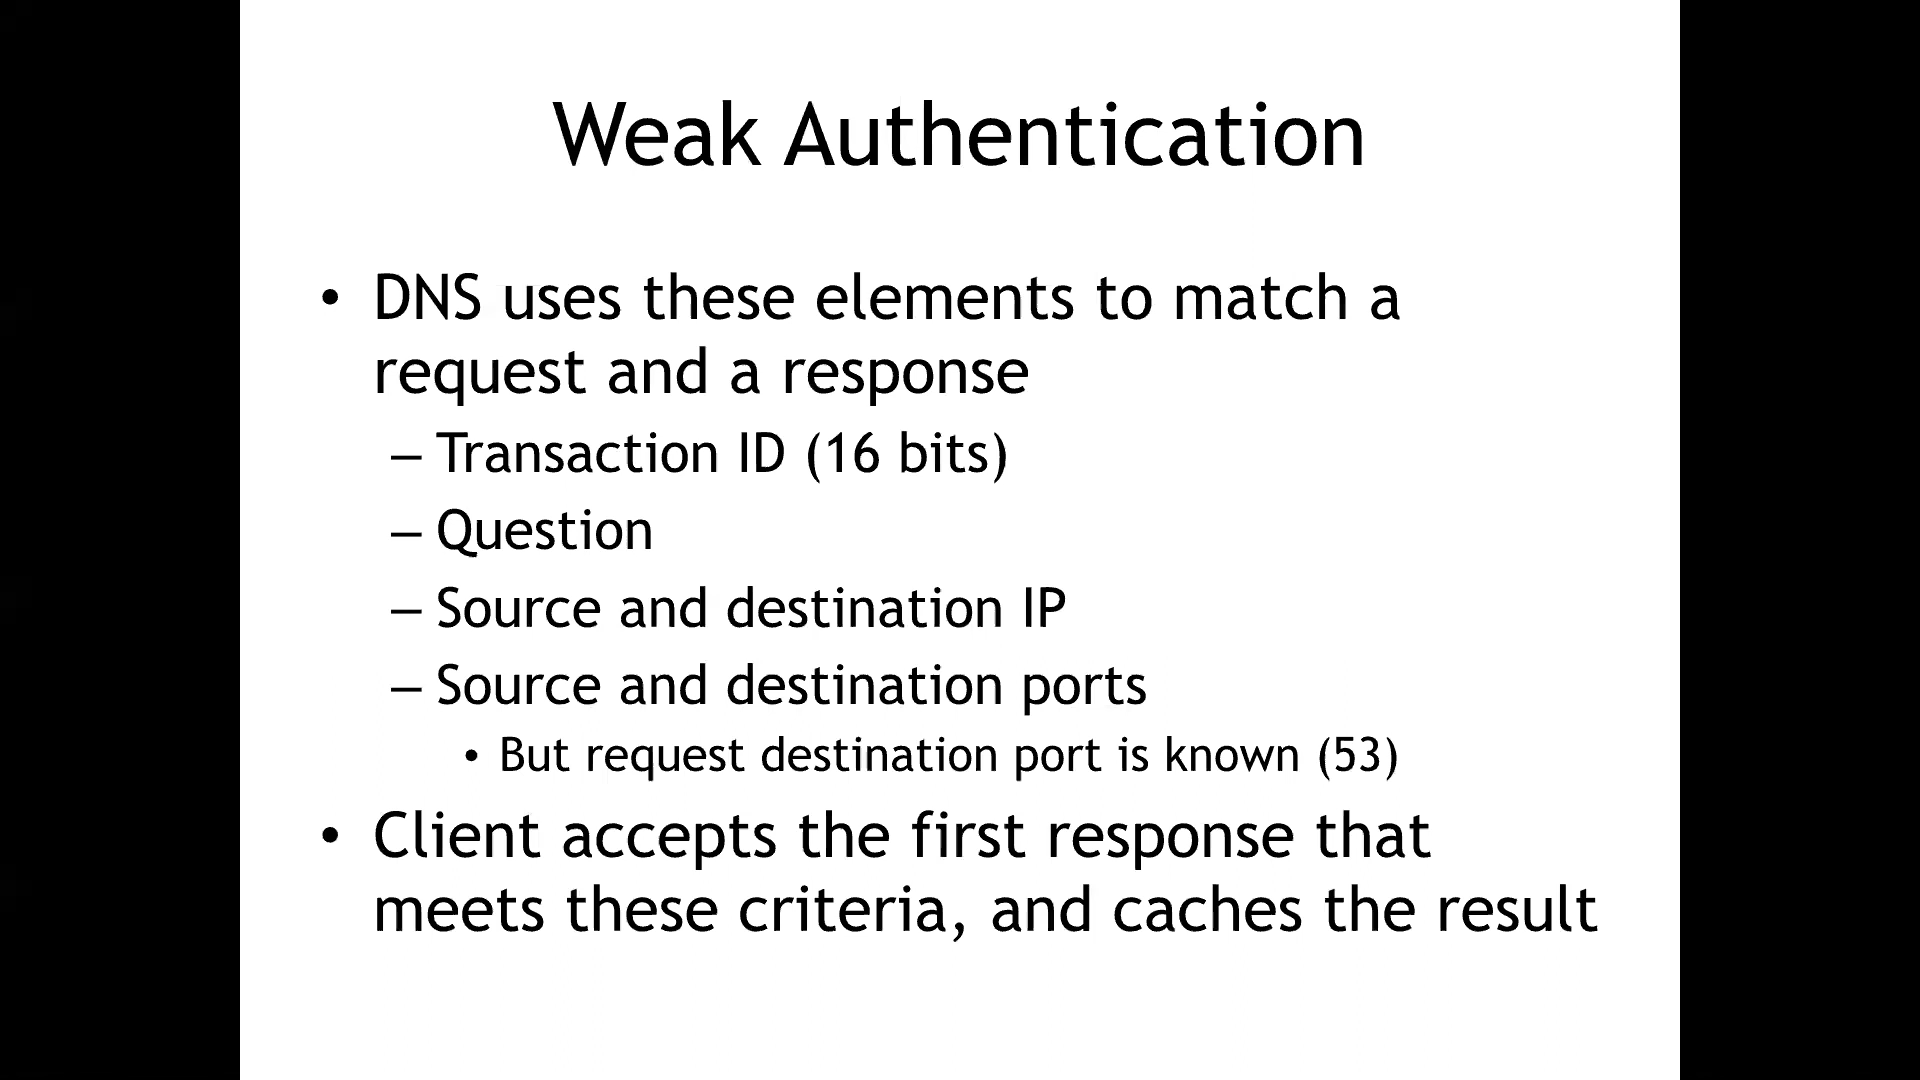 Weak Authentication
• DNS uses these elements to match a
request and a response
– Transaction ID (16 bits)
– Question
– Source and destination IP
– Source and destination ports
• But request destination port is known (53)
• Client accepts the first response that
meets these criteria, and caches the result